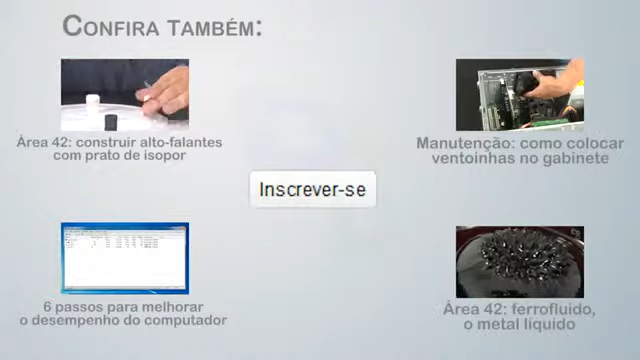 Confira Também:
Área 42: construir alto-falantes
com prato de isopor
Manutenção: como colocar
ventoinhas no gabinete
Inscrever-se
6 passos para melhorar
o desempenho do computador
Área 42: ferrofluído,
o metal líquido